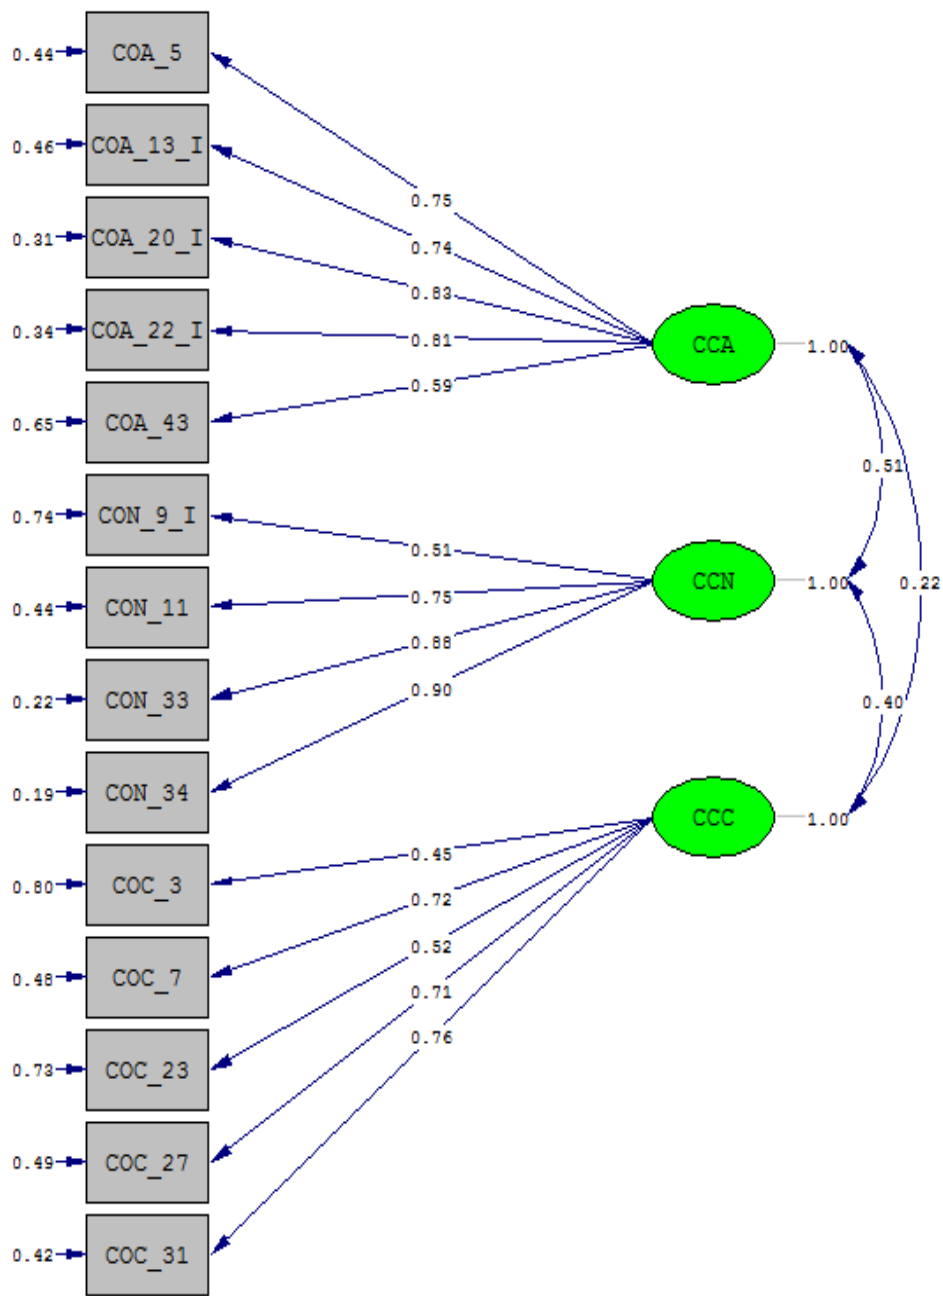 0.44 COA_5
0.46 COA_13_I
0.31 COA_20_I
0.34 COA_22_I
0.65 COA_43
0.74 CON_9_I
0.44 CON_11
0.22 CON_33
0.19 CON_34
0.80 COC_3
0.48 COC_7
0.73 COC_23
0.49 COC_27
0.42 COC_31
0.75
0.74
0.83
0.81
0.59
0.51
0.75
0.88
0.90
0.45
0.72
0.52
0.71
0.76
CCA 1.00
CCN 1.00
CCC 1.00
0.51
0.22
0.40